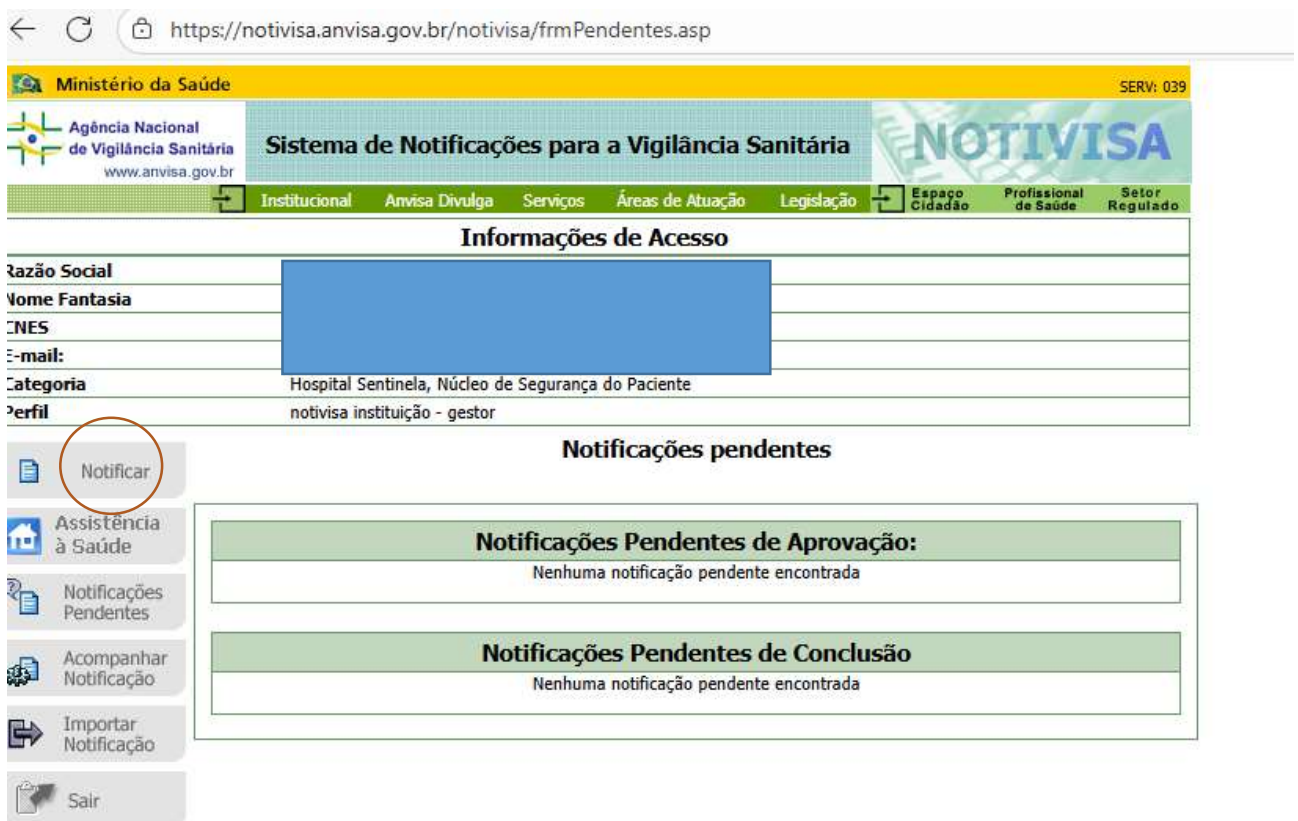 https://notivisa.anvisa.gov.br/notivisa/frmPendentes.asp
Ministério da Saúde
SERV: 039
Agência Nacional
de Vigilância Sanitária
www.anvisa.gov.br
Sistema de Notificações para a Vigilância Sanitária
NOTIVISA
Institucional Anvisa Divulga Serviços Áreas de Atuação Legislação Espaço Cidadão Profissional de Saúde Setor Regulado
Informações de Acesso
Razão Social
Nome Fantasia
CNES
E-mail:
Categoria Hospital Sentinela, Núcleo de Segurança do Paciente
Perfil notivisa instituição - gestor
Notificações pendentes
Notificar
Assistência
à Saúde
Notificações
Pendentes
Acompanhar
Notificação
Importar
Notificação
Sair
Notificações Pendentes de Aprovação:
Nenhuma notificação pendente encontrada
Notificações Pendentes de Conclusão
Nenhuma notificação pendente encontrada